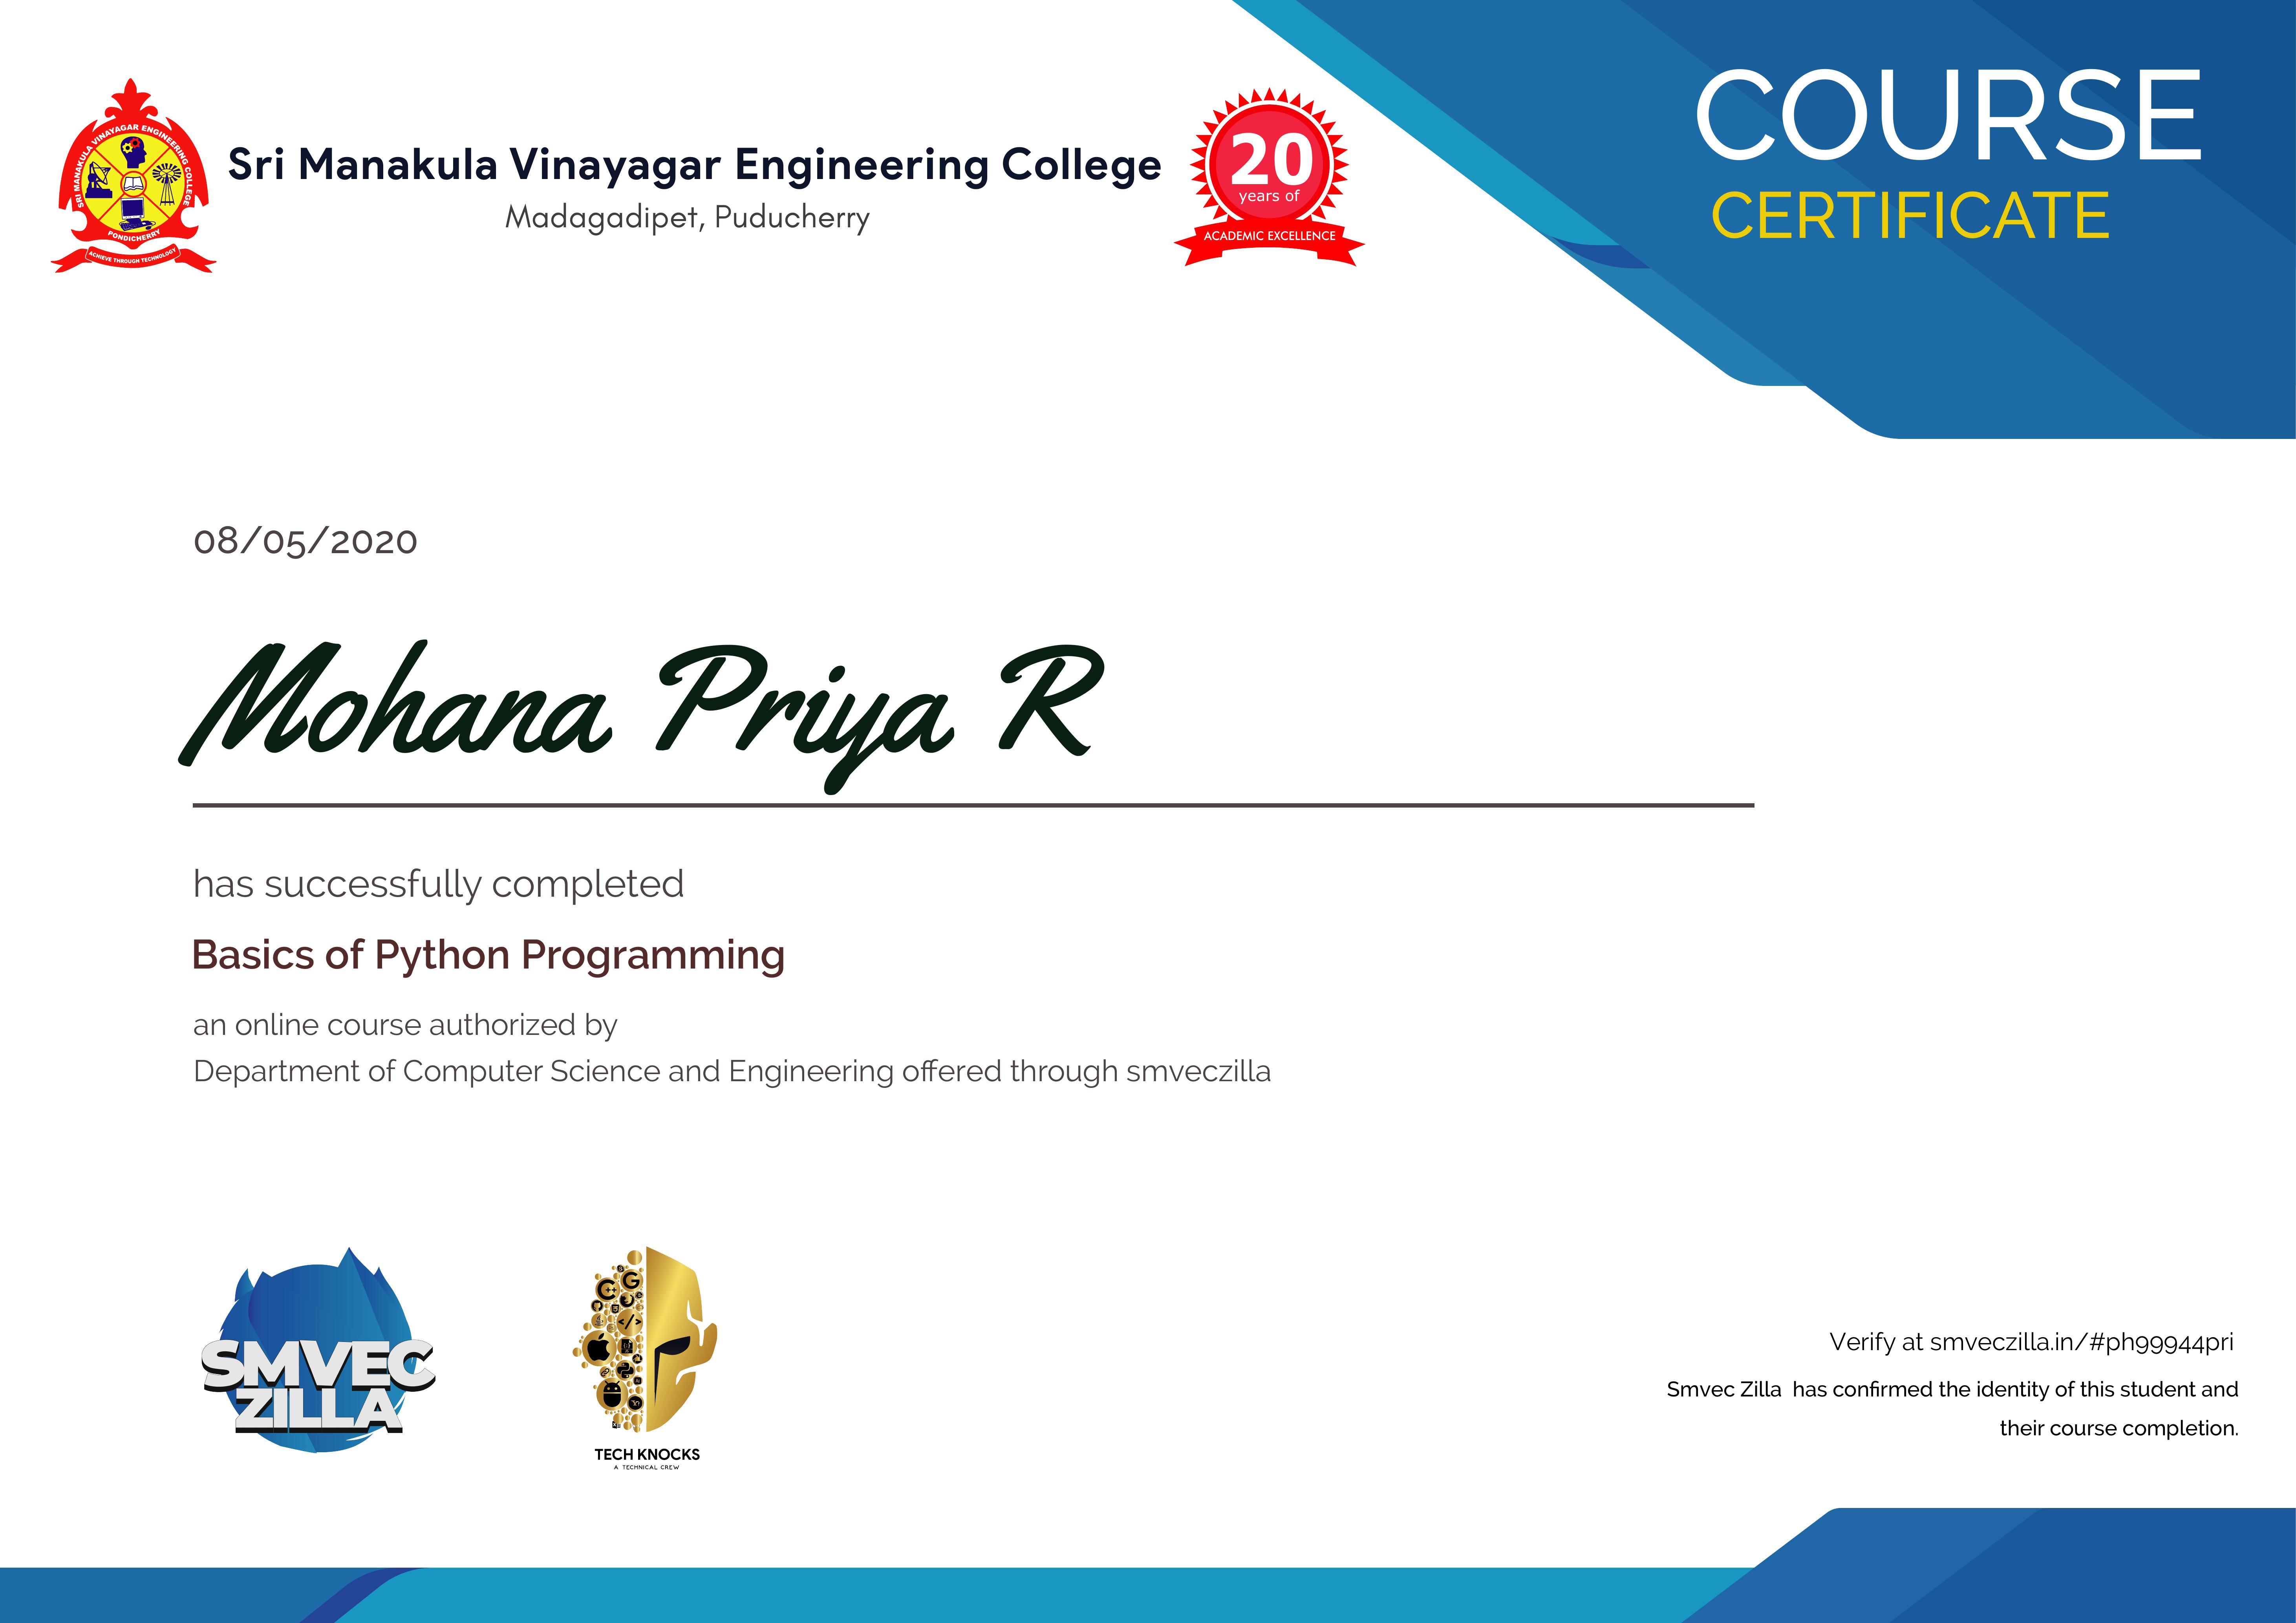 SRI MANAKULA VINAYAGAR ENGINEERING COLLEGE
PONDICHERRY
ACHIEVE THROUGH TECHNOLOGY
Sri Manakula Vinayagar Engineering College
Madagadipet, Puducherry
20
years of
ACADEMIC EXCELLENCE
COURSE
CERTIFICATE
08/05/2020
Mohana Priya R
has successfully completed
Basics of Python Programming
an online course authorized by
Department of Computer Science and Engineering offered through smveczilla
SMVEC
ZILLA
TECH KNOCKS
A TECHNICAL CREW
Verify at smveczilla.in/#ph99944pri
Smvec Zilla has confirmed the identity of this student and
their course completion.